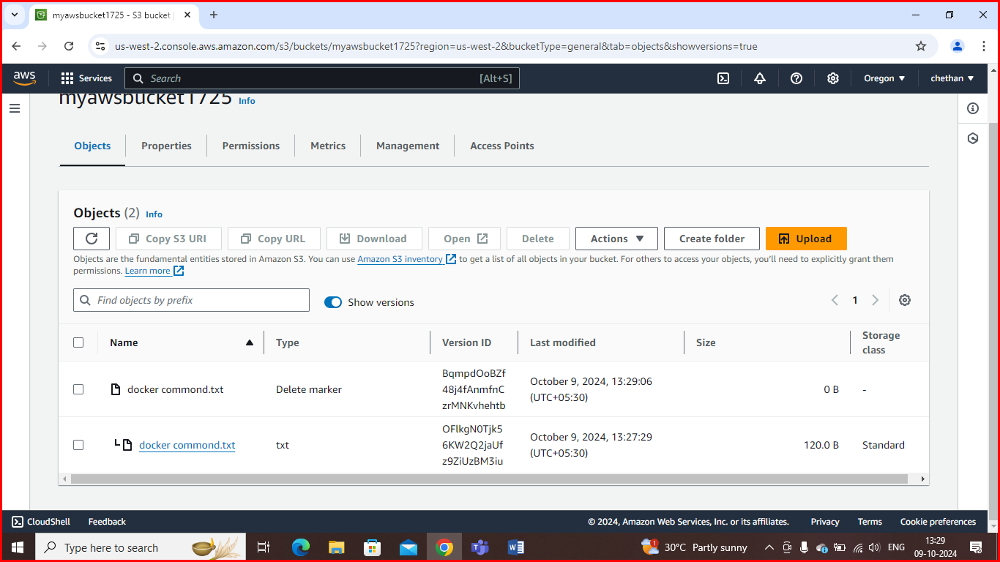 myawsbucket1725 - S3 bucket
us-west-2.console.aws.amazon.com/s3/buckets/myawsbucket1725?region=us-west-2&bucketType=general&tab=objects&showversions=true
aws Services Search [Alt+S] Oregon chethan
myawsbucket1725 Info
Objects Properties Permissions Metrics Management Access Points
Objects (2) Info
Copy S3 URI Copy URL Download Open Delete Actions Create folder Upload
Objects are the fundamental entities stored in Amazon S3. You can use Amazon S3 inventory to get a list of all objects in your bucket. For others to access your objects, you'll need to explicitly grant them
permissions. Learn more
Find objects by prefix Show versions 1
Name Type Version ID Last modified Size Storage
class
docker commond.txt Delete marker BqmpdOoBZf
48j4fAnmfnC
zrMNKvhehtb October 9, 2024, 13:29:06
(UTC+05:30) 0 B -
docker commond.txt txt OFlkgN0Tjk5
6KW2Q2jaUf
z9ZiUzBM3iu October 9, 2024, 13:27:29
(UTC+05:30) 120.0 B Standard
CloudShell Feedback © 2024, Amazon Web Services, Inc. or its affiliates. Privacy Terms Cookie preferences
Type here to search 1 30°C Partly sunny ENG 13:29
09-10-2024